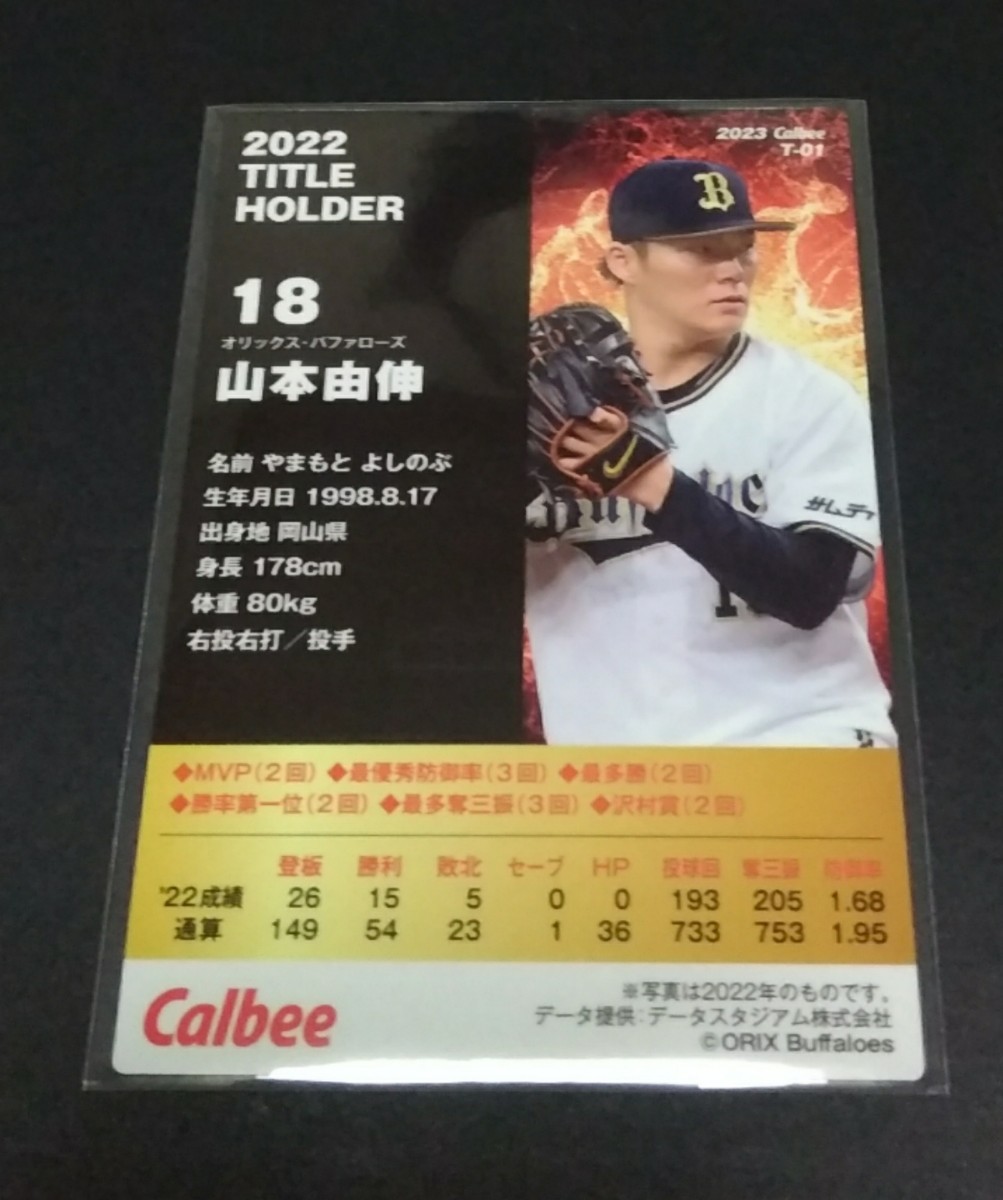 2022
TITLE
HOLDER
2023 Calbee
T-01
B
18
オリックス・バファローズ
山本由伸
名前 やまもと よしのぶ
生年月日 1998.8.17
出身地 岡山県
身長 178cm
体重 80kg
右投右打/投手
サムティ
◆MVP(2回) ◆最優秀防御率(3回) ◆最多勝(2回)
◆勝率第一位(2回) ◆最多奪三振(3回) ◆沢村賞(2回)
登板 勝利 敗北 セーブ HP 投球回 奪三振 防御率
'22成績 26 15 5 0 0 193 205 1.68
通算 149 54 23 1 36 733 753 1.95
Calbee
※写真は2022年のものです。
データ提供:データスタジアム株式会社
©ORIX Buffaloes